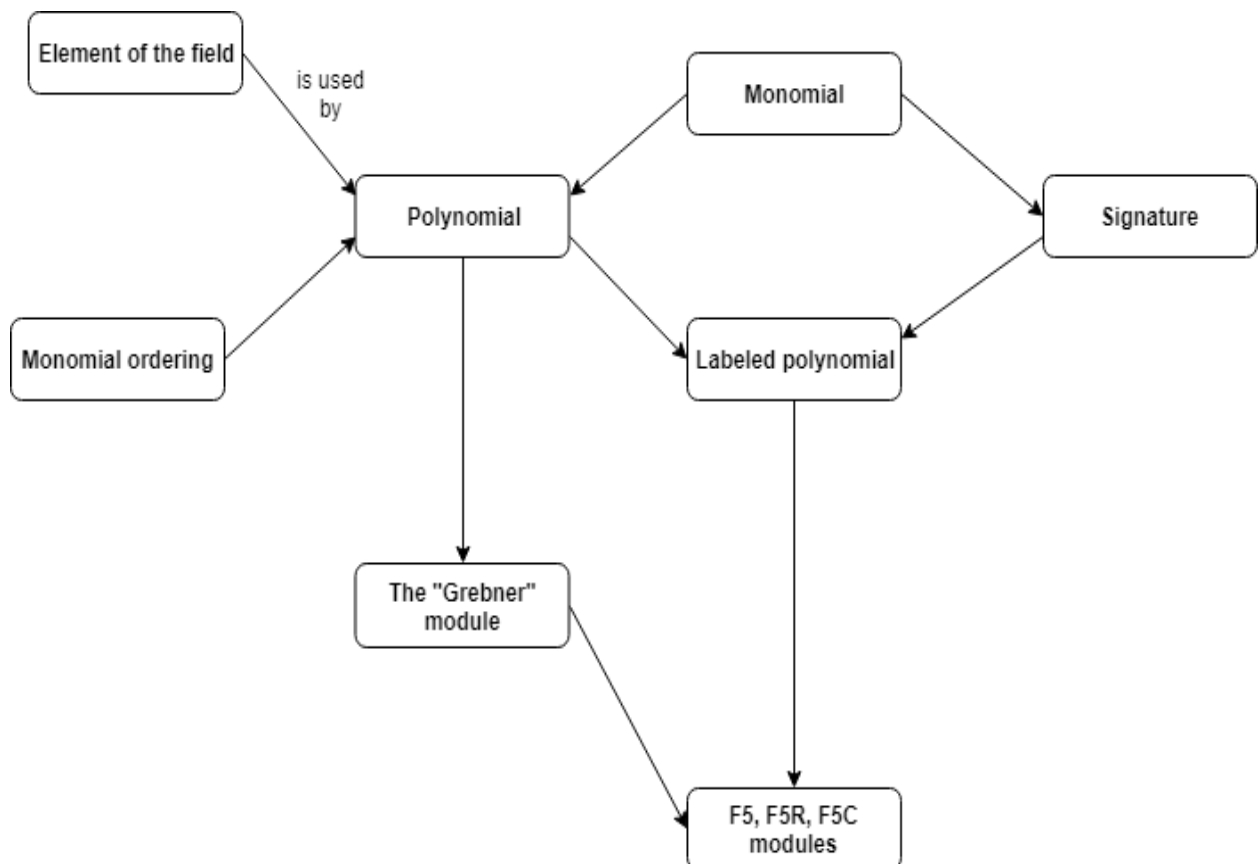 Element of the field
is used
by
Monomial
Polynomial
Signature
Monomial ordering
Labeled polynomial
The "Grebner"
module
F5, F5R, F5C
modules